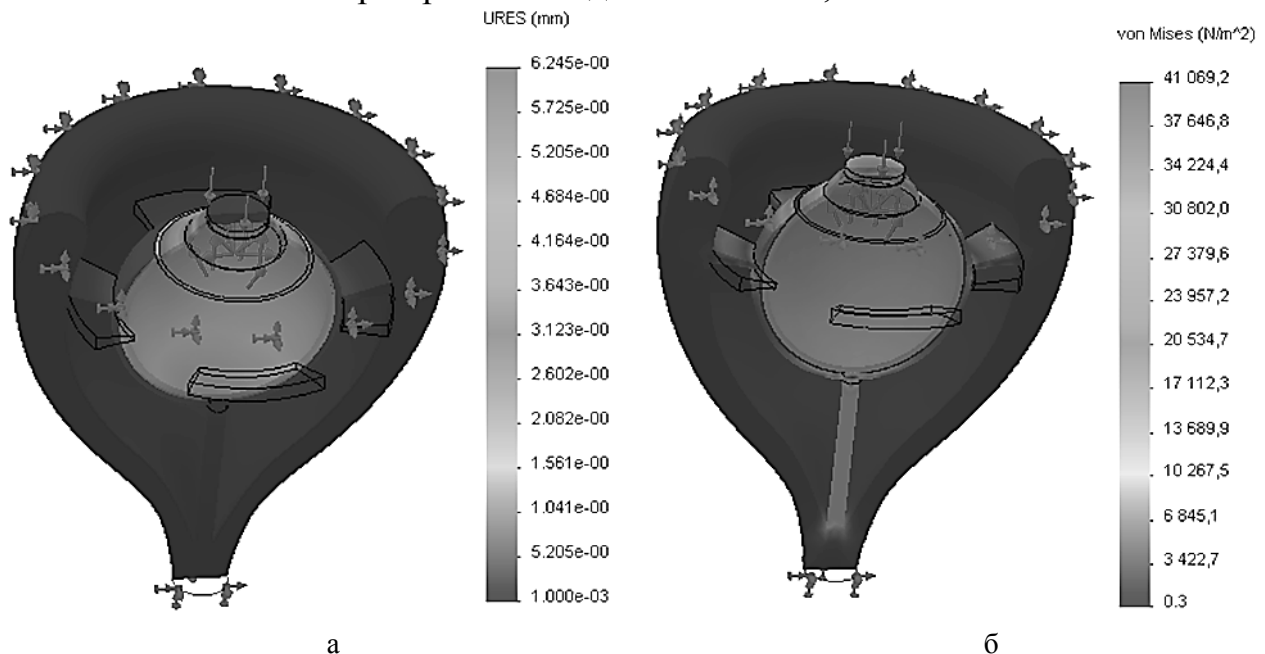 URES (mm)
6.245e-00
5.725e-00
5.205e-00
4.684e-00
4.164e-00
3.643e-00
3.123e-00
2.602e-00
2.082e-00
1.561e-00
1.041e-00
5.205e-00
1.000e-03
а
von Mises (N/m^2)
41 069,2
37 646,8
34 224,4
30 802,0
27 379,6
23 957,2
20 534,7
17 112,3
13 689,9
10 267,5
6 845,1
3 422,7
0.3
б